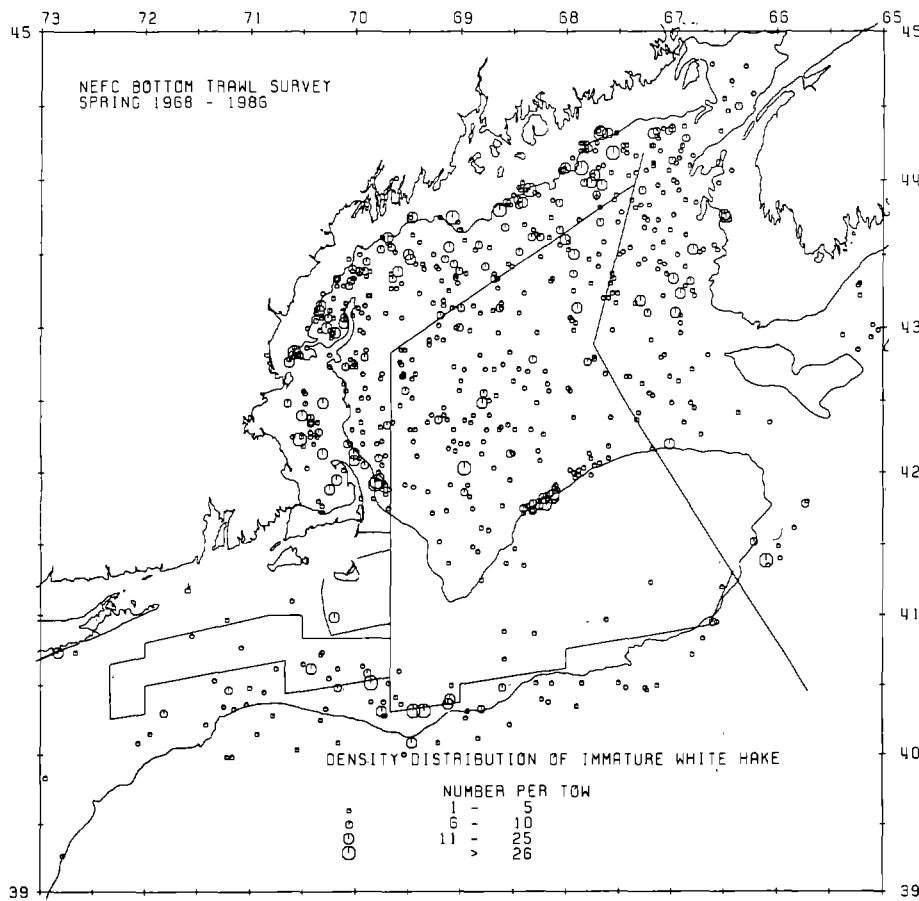 73 72 71 70 69 68 67 66 65
45 45
NEFC BOTTOM TRAWL SURVEY
SPRING 1968 - 1986
44
43
42
41
40
DENSITY DISTRIBUTION OF IMMATURE WHITE HAKE
NUMBER PER TOW
1 - 5
6 - 10
11 - 25
> 26
39 39